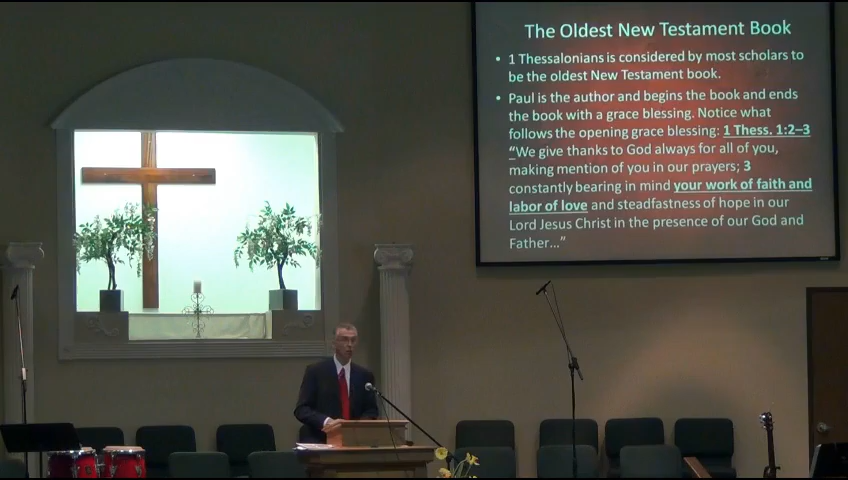 The Oldest New Testament Book
• 1 Thessalonians is considered by most scholars to
be the oldest New Testament book.
• Paul is the author and begins the book and ends
the book with a grace blessing. Notice what
follows the opening grace blessing: 1 Thess. 1:2–3
“We give thanks to God always for all of you,
making mention of you in our prayers; 3
constantly bearing in mind your work of faith and
labor of love and steadfastness of hope in our
Lord Jesus Christ in the presence of our God and
Father…”